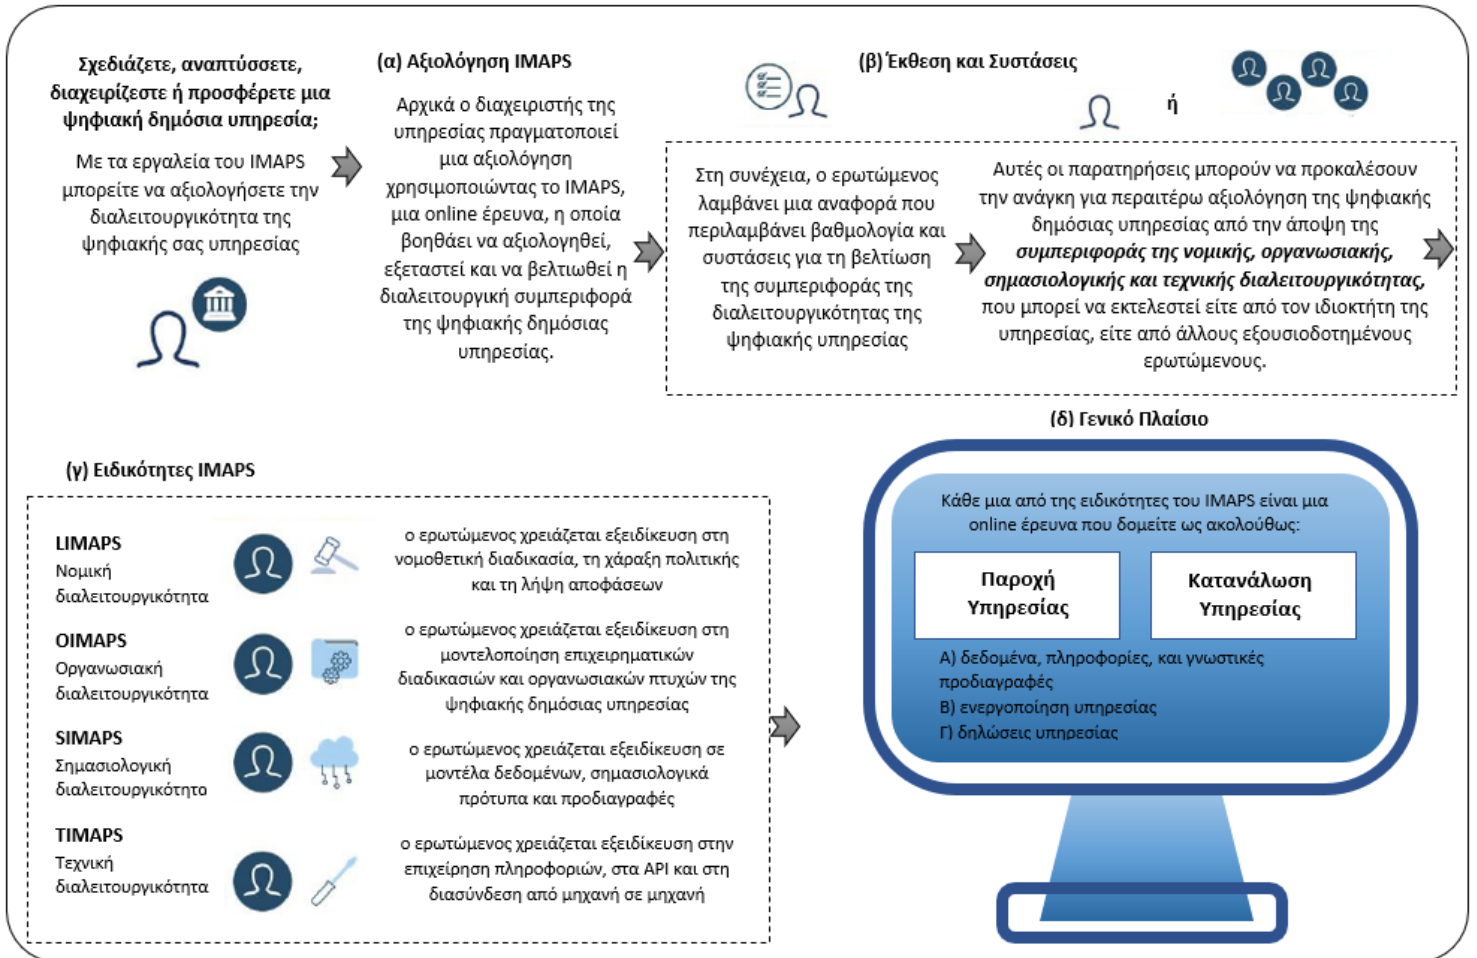 Σχεδιάζετε, αναπτύσσετε,
διαχειρίζεστε ή προσφέρετε μια
ψηφιακή δημόσια υπηρεσία;
Με τα εργαλεία του IMAPS
μπορείτε να αξιολογήσετε την
διαλειτουργικότητα της
ψηφιακής σας υπηρεσίας
(α) Αξιολόγηση IMAPS
Αρχικά ο διαχειριστής της
υπηρεσίας πραγματοποιεί
μια αξιολόγηση
χρησιμοποιώντας το IMAPS,
μια online έρευνα, η οποία
βοηθάει να αξιολογηθεί,
εξεταστεί και να βελτιωθεί η
διαλειτουργική συμπεριφορά
της ψηφιακής δημόσιας
υπηρεσίας.
(β) Έκθεση και Συστάσεις
ή
Στη συνέχεια, ο ερωτώμενος
λαμβάνει μια αναφορά που
περιλαμβάνει βαθμολογία και
συστάσεις για τη βελτίωση
της συμπεριφοράς της
διαλειτουργικότητας της
ψηφιακής υπηρεσίας
Αυτές οι παρατηρήσεις μπορούν να προκαλέσουν
την ανάγκη για περαιτέρω αξιολόγηση της ψηφιακής
δημόσιας υπηρεσίας από την άποψη της
συμπεριφοράς της νομικής, οργανωσιακής,
σημασιολογικής και τεχνικής διαλειτουργικότητας,
που μπορεί να εκτελεστεί είτε από τον ιδιοκτήτη της
υπηρεσίας, είτε από άλλους εξουσιοδοτημένους
ερωτώμενους.
(γ) Ειδικότητες IMAPS
LIMAPS
Νομική
διαλειτουργικότητα
ο ερωτώμενος χρειάζεται εξειδίκευση στη
νομοθετική διαδικασία, τη χάραξη πολιτικής
και τη λήψη αποφάσεων
OIMAPS
Οργανωσιακή
διαλειτουργικότητα
ο ερωτώμενος χρειάζεται εξειδίκευση στη
μοντελοποίηση επιχειρηματικών
διαδικασιών και οργανωσιακών πτυχών της
ψηφιακής δημόσιας υπηρεσίας
SIMAPS
Σημασιολογική
διαλειτουργικότητα
ο ερωτώμενος χρειάζεται εξειδίκευση σε
μοντέλα δεδομένων, σημασιολογικά
πρότυπα και προδιαγραφές
TIMAPS
Τεχνική
διαλειτουργικότητα
ο ερωτώμενος χρειάζεται εξειδίκευση στην
επιχείρηση πληροφοριών, στα API και στη
διασύνδεση από μηχανή σε μηχανή
(δ) Γενικό Πλαίσιο
Κάθε μια από της ειδικότητες του IMAPS είναι μια
online έρευνα που δομείτε ως ακολούθως:
Παροχή
Υπηρεσίας
Κατανάλωση
Υπηρεσίας
Α) δεδομένα, πληροφορίες, και γνωστικές
προδιαγραφές
Β) ενεργοποίηση υπηρεσίας
Γ) δηλώσεις υπηρεσίας